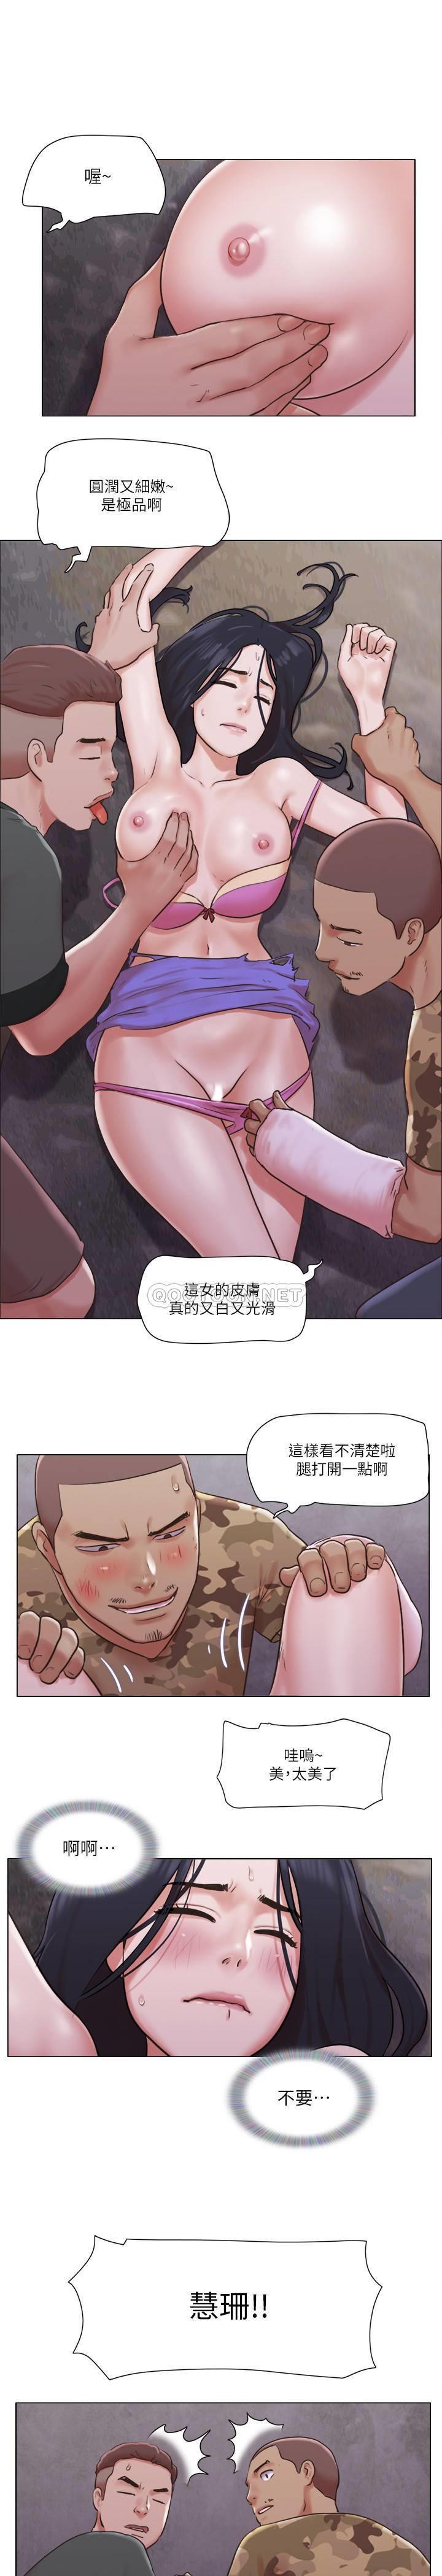 喔~
圓潤又細嫩~
是極品啊
這女的皮膚
真的又白又光滑
這樣看不清楚啦
腿打開一點啊
哇嗚~
美,太美了
啊啊…
不要…
慧珊!!